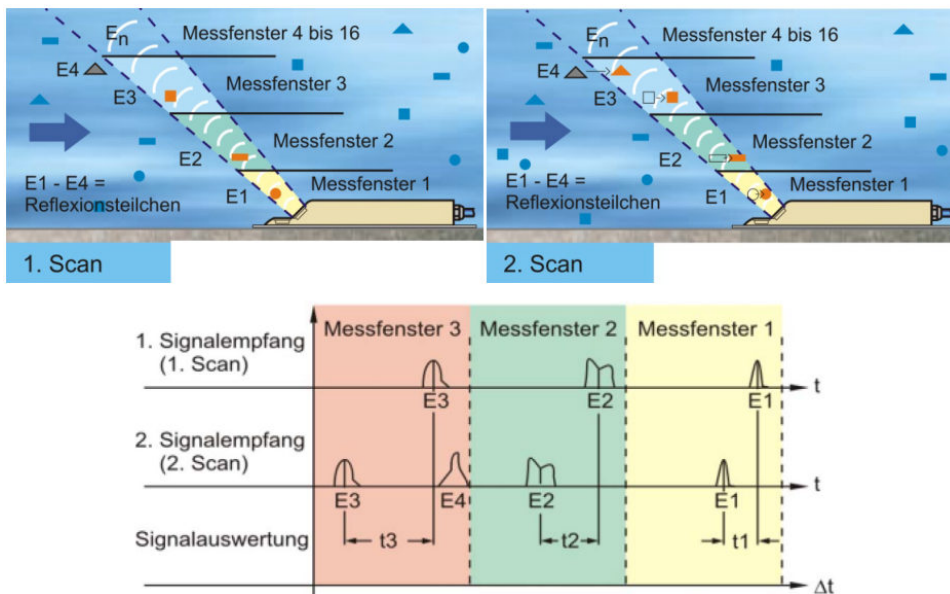 En
Messfenster 4 bis 16
E4
Messfenster 3
E3
Messfenster 2
E2
E1 - E4 =
Reflexionsteilchen
E1
Messfenster 1
1. Scan
En
Messfenster 4 bis 16
E4
Messfenster 3
E3
Messfenster 2
E2
E1 - E4 =
Reflexionsteilchen
E1
Messfenster 1
2. Scan
Messfenster 3 Messfenster 2 Messfenster 1
1. Signalempfang
(1. Scan)
t
E3 E2 E1
2. Signalempfang
(2. Scan)
t
E3 E4 E2 E1
Signalauswertung
t3 t2 t1
Δt